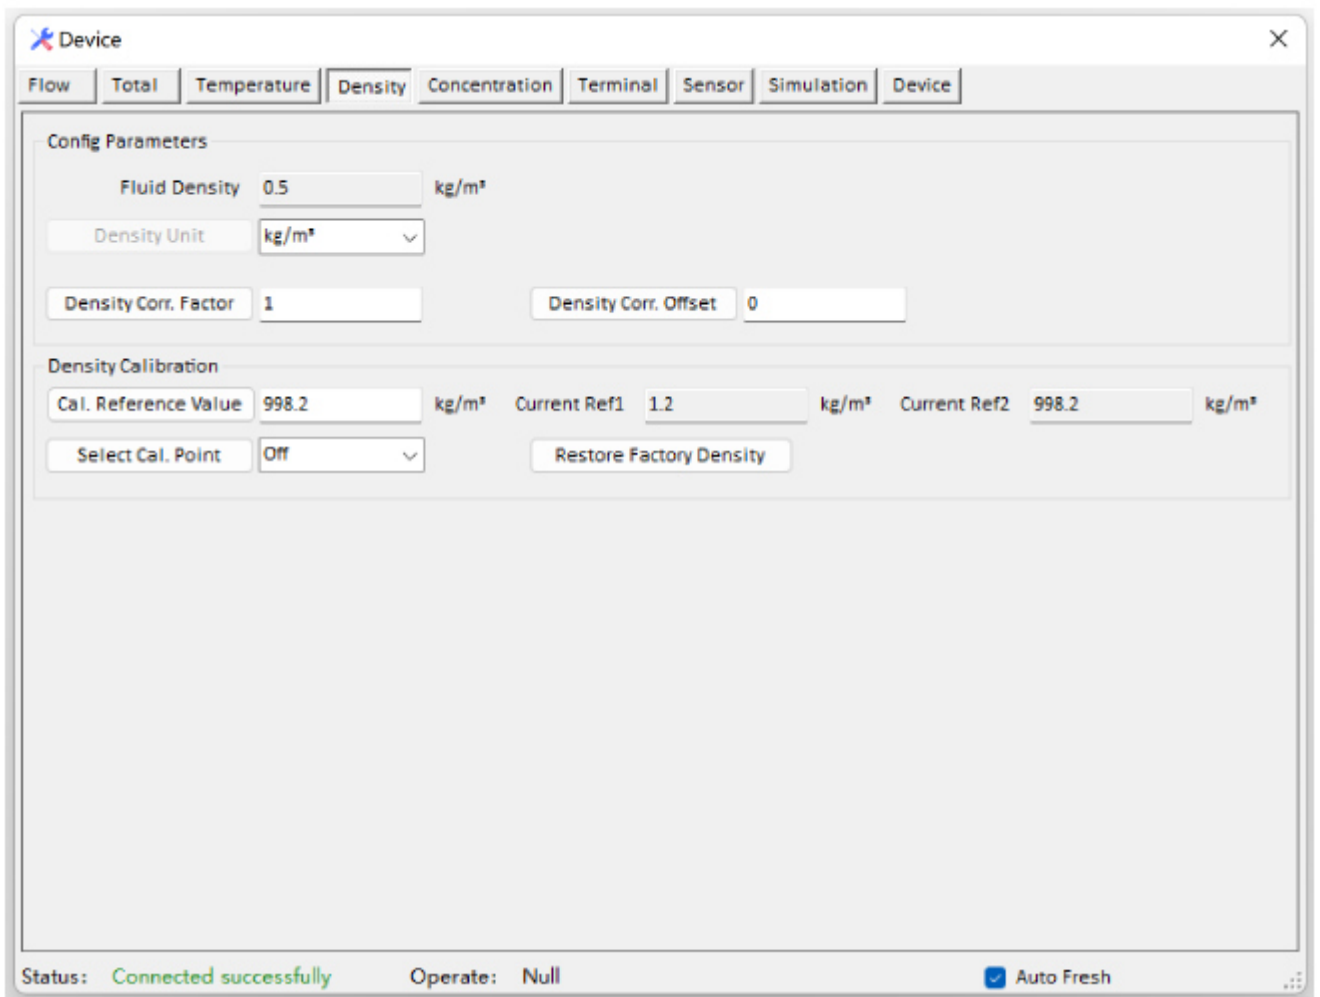 Device
Flow Total Temperature Density Concentration Terminal Sensor Simulation Device
Config Parameters
Fluid Density 0.5 kg/m³
Density Unit kg/m³
Density Corr. Factor 1 Density Corr. Offset 0
Density Calibration
Cal. Reference Value 998.2 kg/m³ Current Ref1 1.2 kg/m³ Current Ref2 998.2 kg/m³
Select Cal. Point Off Restore Factory Density
Status: Connected successfully Operate: Null Auto Fresh